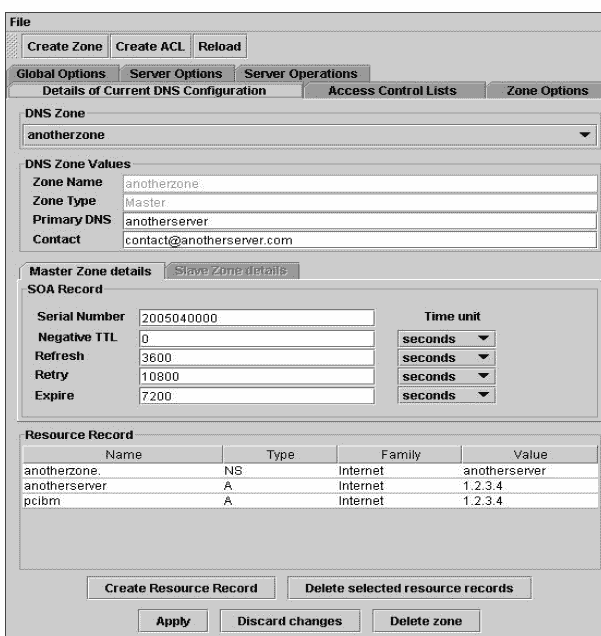 File
Create Zone Create ACL Reload
Global Options Server Options Server Operations
Details of Current DNS Configuration Access Control Lists Zone Options
DNS Zone
anotherzone
DNS Zone Values
Zone Name anotherzone
Zone Type Master
Primary DNS anotherserver
Contact contact@anotherserver.com
Master Zone details Slave Zone details
SOA Record
Serial Number 2005040000 Time unit
Negative TTL 0 seconds
Refresh 3600 seconds
Retry 10800 seconds
Expire 7200 seconds
Resource Record
Name Type Family Value
anotherzone. NS Internet anotherserver
anotherserver A Internet 1.2.3.4
pcibm A Internet 1.2.3.4
Create Resource Record Delete selected resource records
Apply Discard changes Delete zone